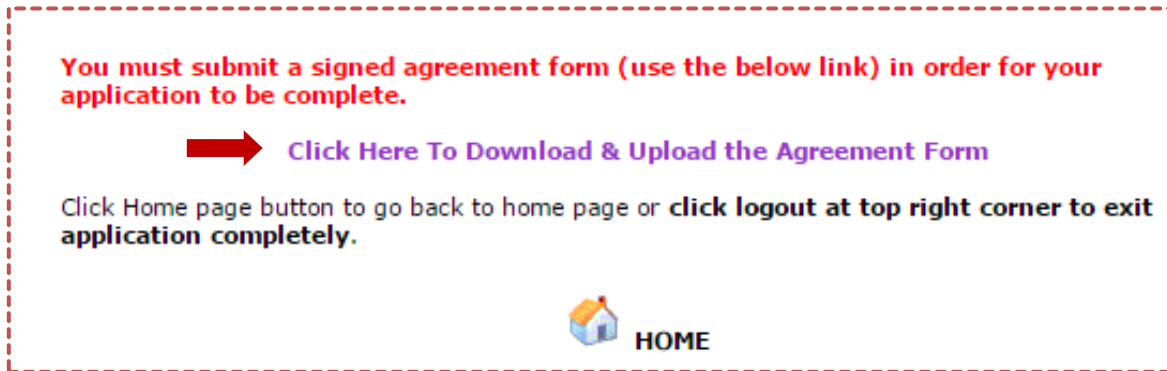 You must submit a signed agreement form (use the below link) in order for your
application to be complete.
Click Here To Download & Upload the Agreement Form
Click Home page button to go back to home page or click logout at top right corner to exit
application completely.
HOME